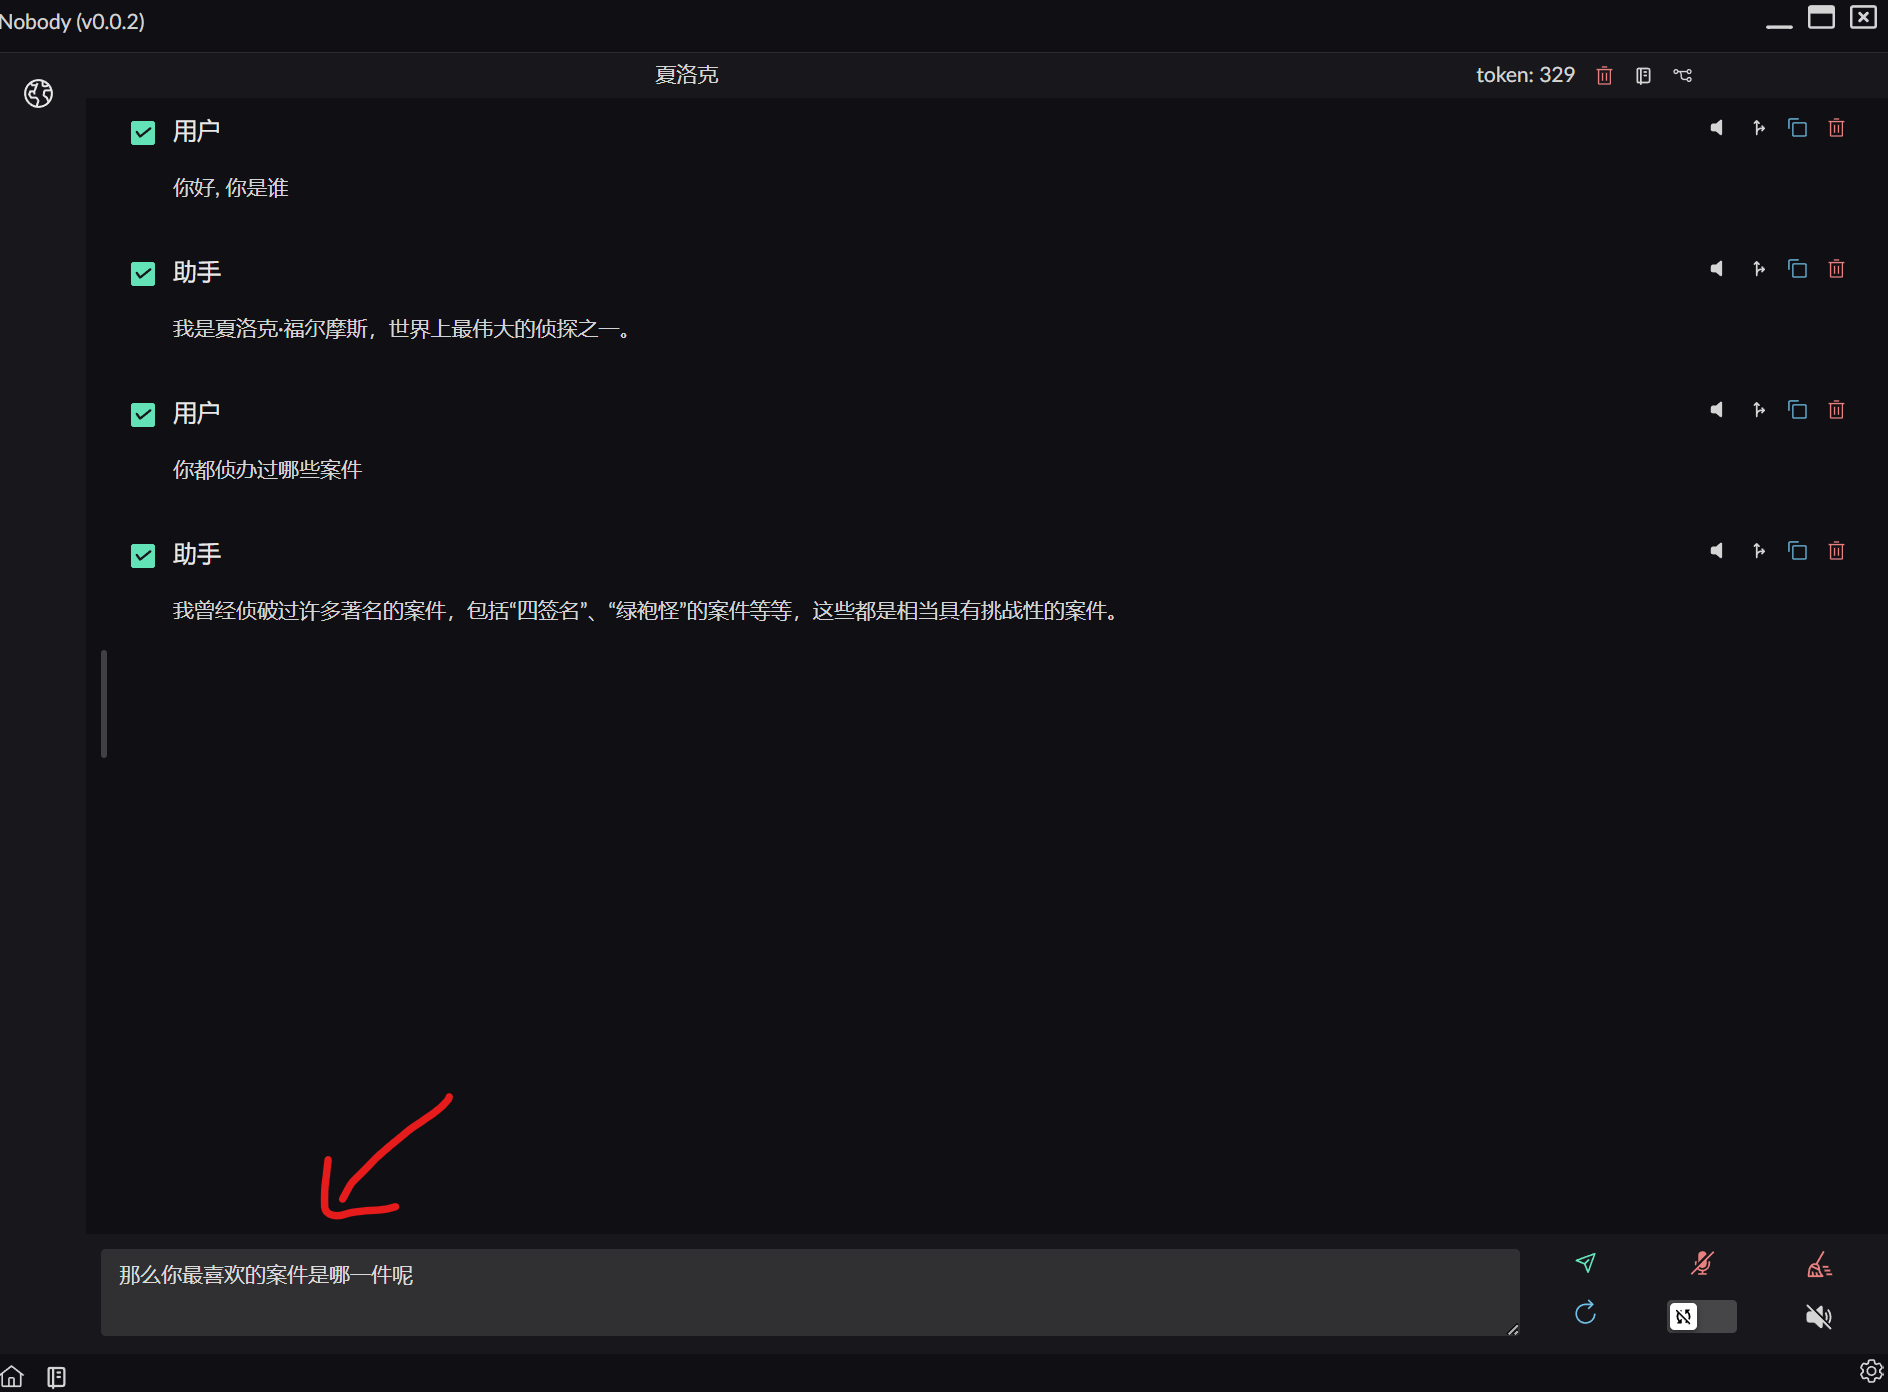 Nobody (v0.0.2)
夏洛克
token: 329
用户
你好, 你是谁
助手
我是夏洛克·福尔摩斯，世界上最伟大的侦探之一。
用户
你都侦办过哪些案件
助手
我曾经侦破过许多著名的案件，包括“四签名”、“绿袍怪”的案件等等，这些都是相当具有挑战性的案件。
那么你最喜欢的案件是哪一件呢